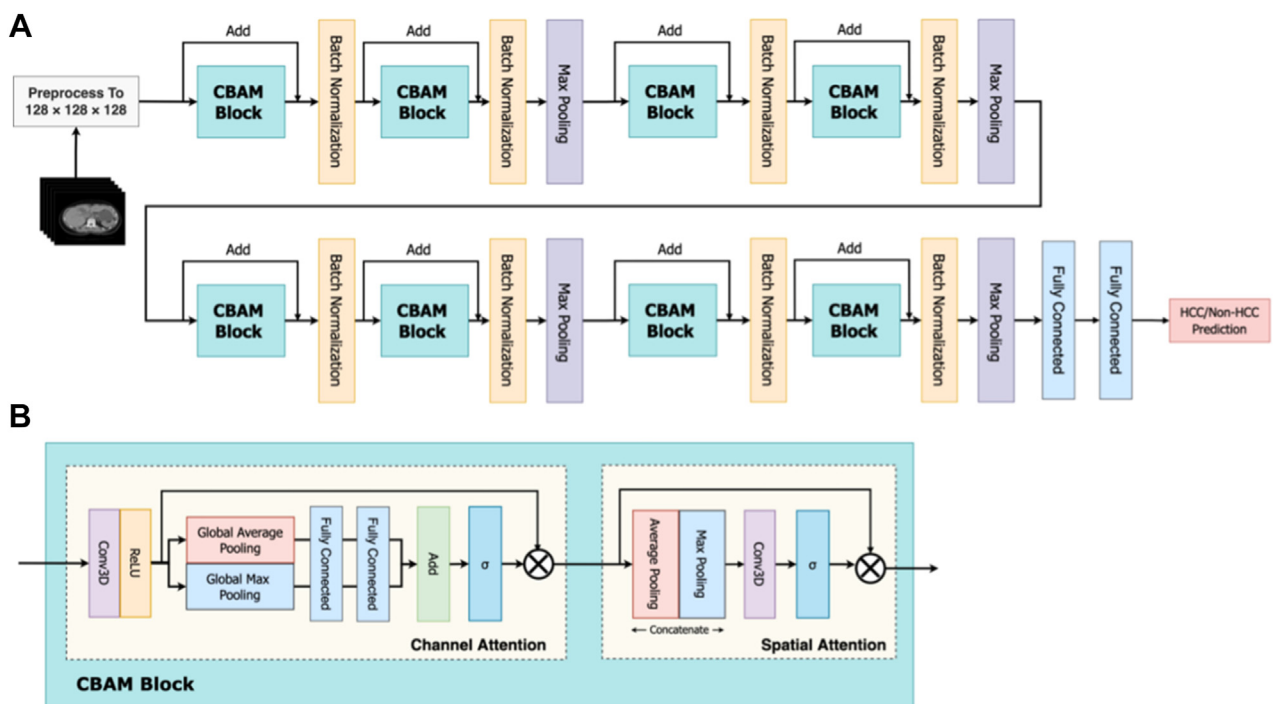 A
Preprocess To
128 × 128 × 128
Add
CBAM
Block
Batch Normalization
Add
CBAM
Block
Batch Normalization
Max Pooling
Add
CBAM
Block
Batch Normalization
Add
CBAM
Block
Batch Normalization
Max Pooling
Add
CBAM
Block
Batch Normalization
Add
CBAM
Block
Batch Normalization
Max Pooling
Add
CBAM
Block
Batch Normalization
Add
CBAM
Block
Batch Normalization
Max Pooling
Fully Connected
Fully Connected
HCC/Non-HCC
Prediction
B
Conv3D
ReLU
Global Average
Pooling
Global Max
Pooling
Fully Connected
Fully Connected
Add
σ
Channel Attention
Average Pooling
Max Pooling
Concatenate
Conv3D
σ
Spatial Attention
CBAM Block